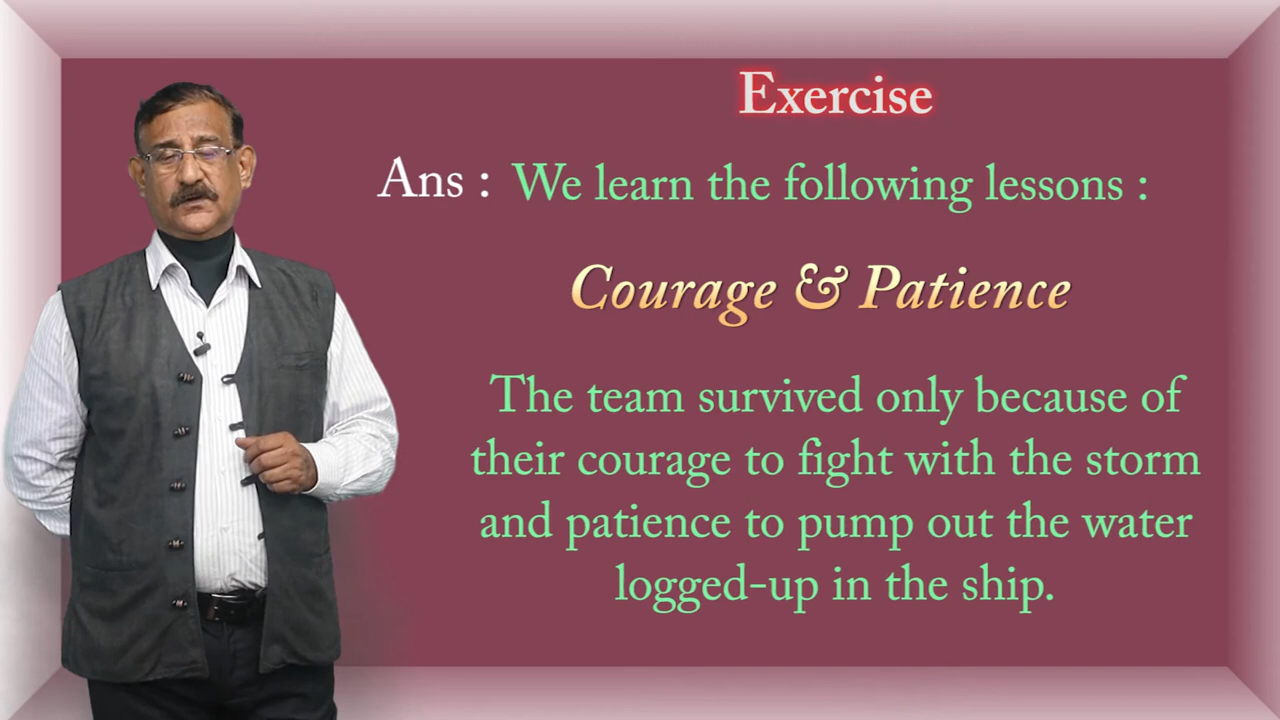 Exercise
Ans : We learn the following lessons :
Courage & Patience
The team survived only because of
their courage to fight with the storm
and patience to pump out the water
logged-up in the ship.